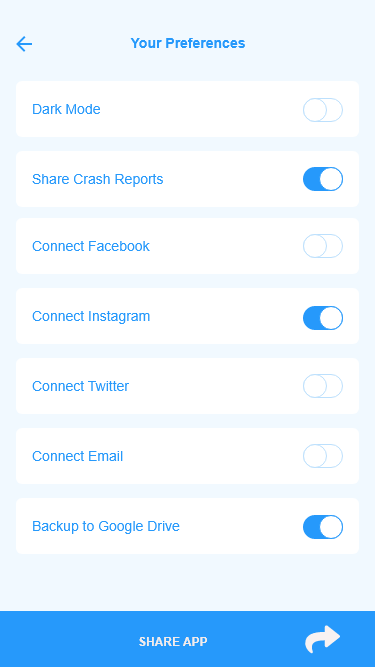 Your Preferences
Dark Mode
Share Crash Reports
Connect Facebook
Connect Instagram
Connect Twitter
Connect Email
Backup to Google Drive
SHARE APP